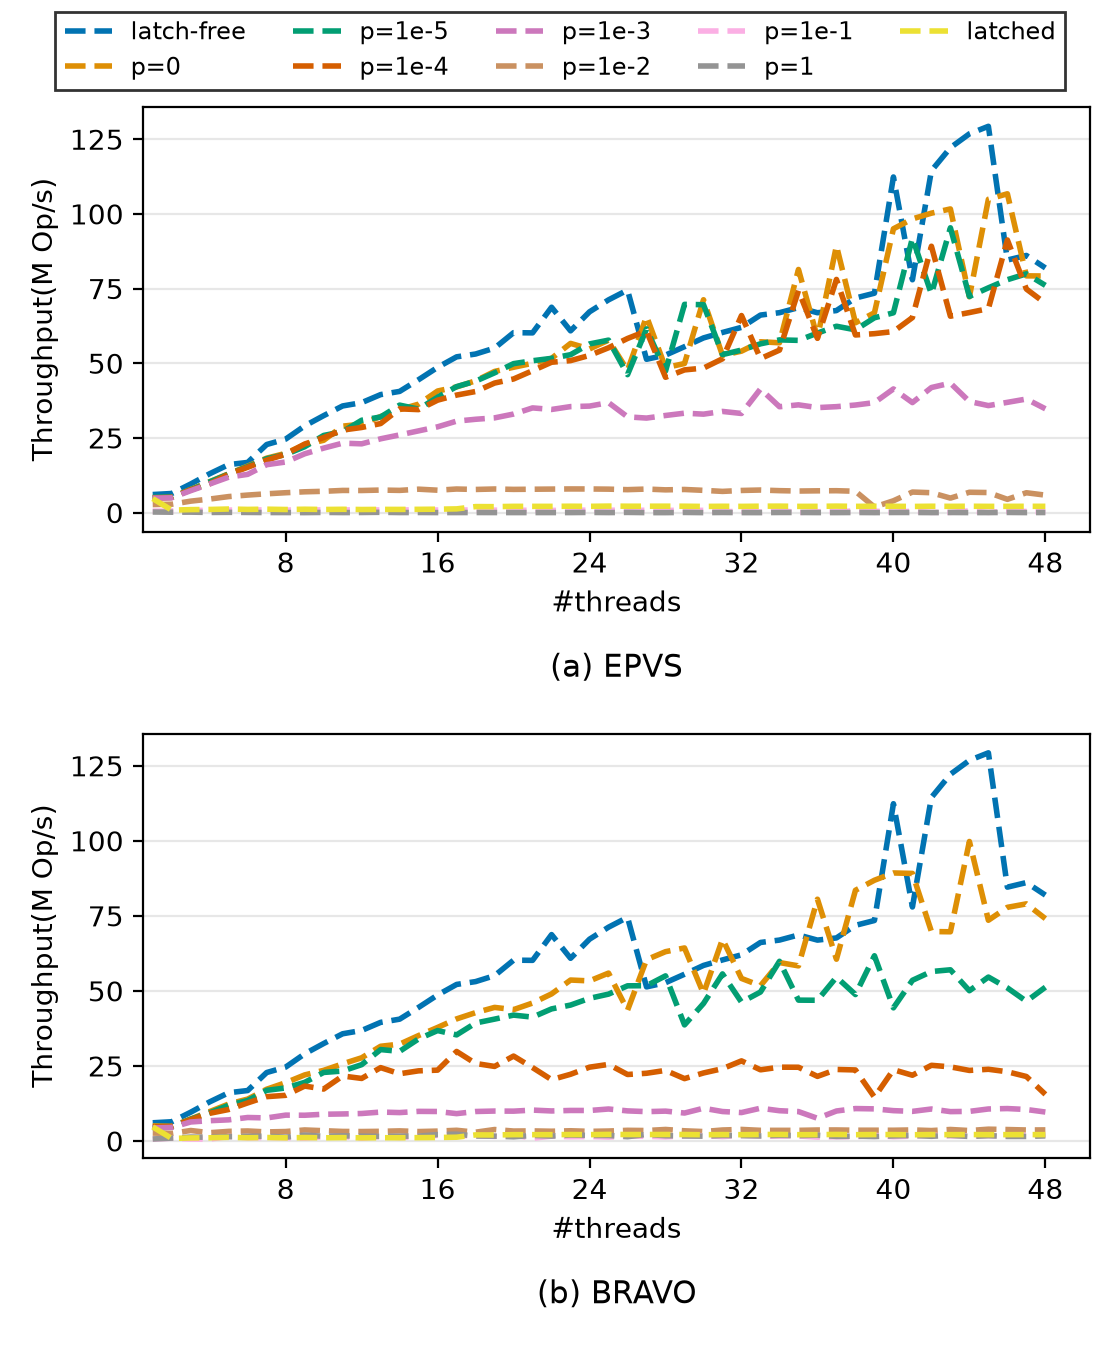 latch-free p=1e-5 p=1e-3 p=1e-1 latched
p=0 p=1e-4 p=1e-2 p=1
125
100
75
50
25
0
Throughput(M Op/s)
8 16 24 32 40 48
#threads
(a) EPVS
125
100
75
50
25
0
Throughput(M Op/s)
8 16 24 32 40 48
#threads
(b) BRAVO